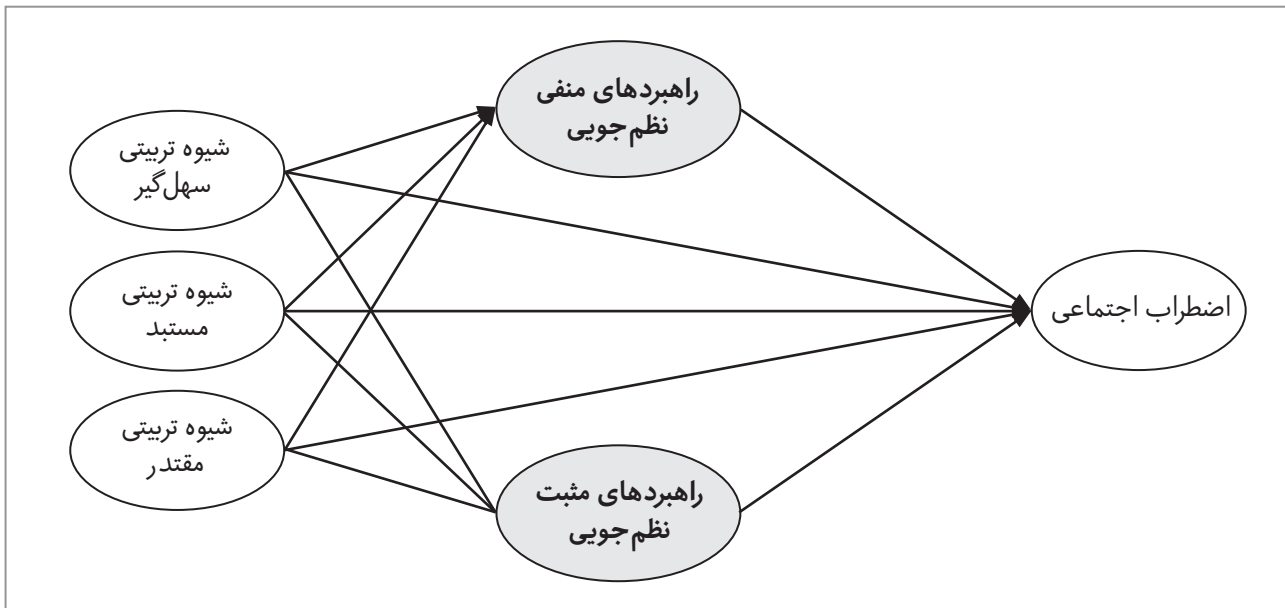 راهبردهای منفی
نظم‌جویی
شیوه تربیتی
سهل‌گیر
شیوه تربیتی
مستبد
اضطراب اجتماعی
شیوه تربیتی
مقتدر
راهبردهای مثبت
نظم‌جویی